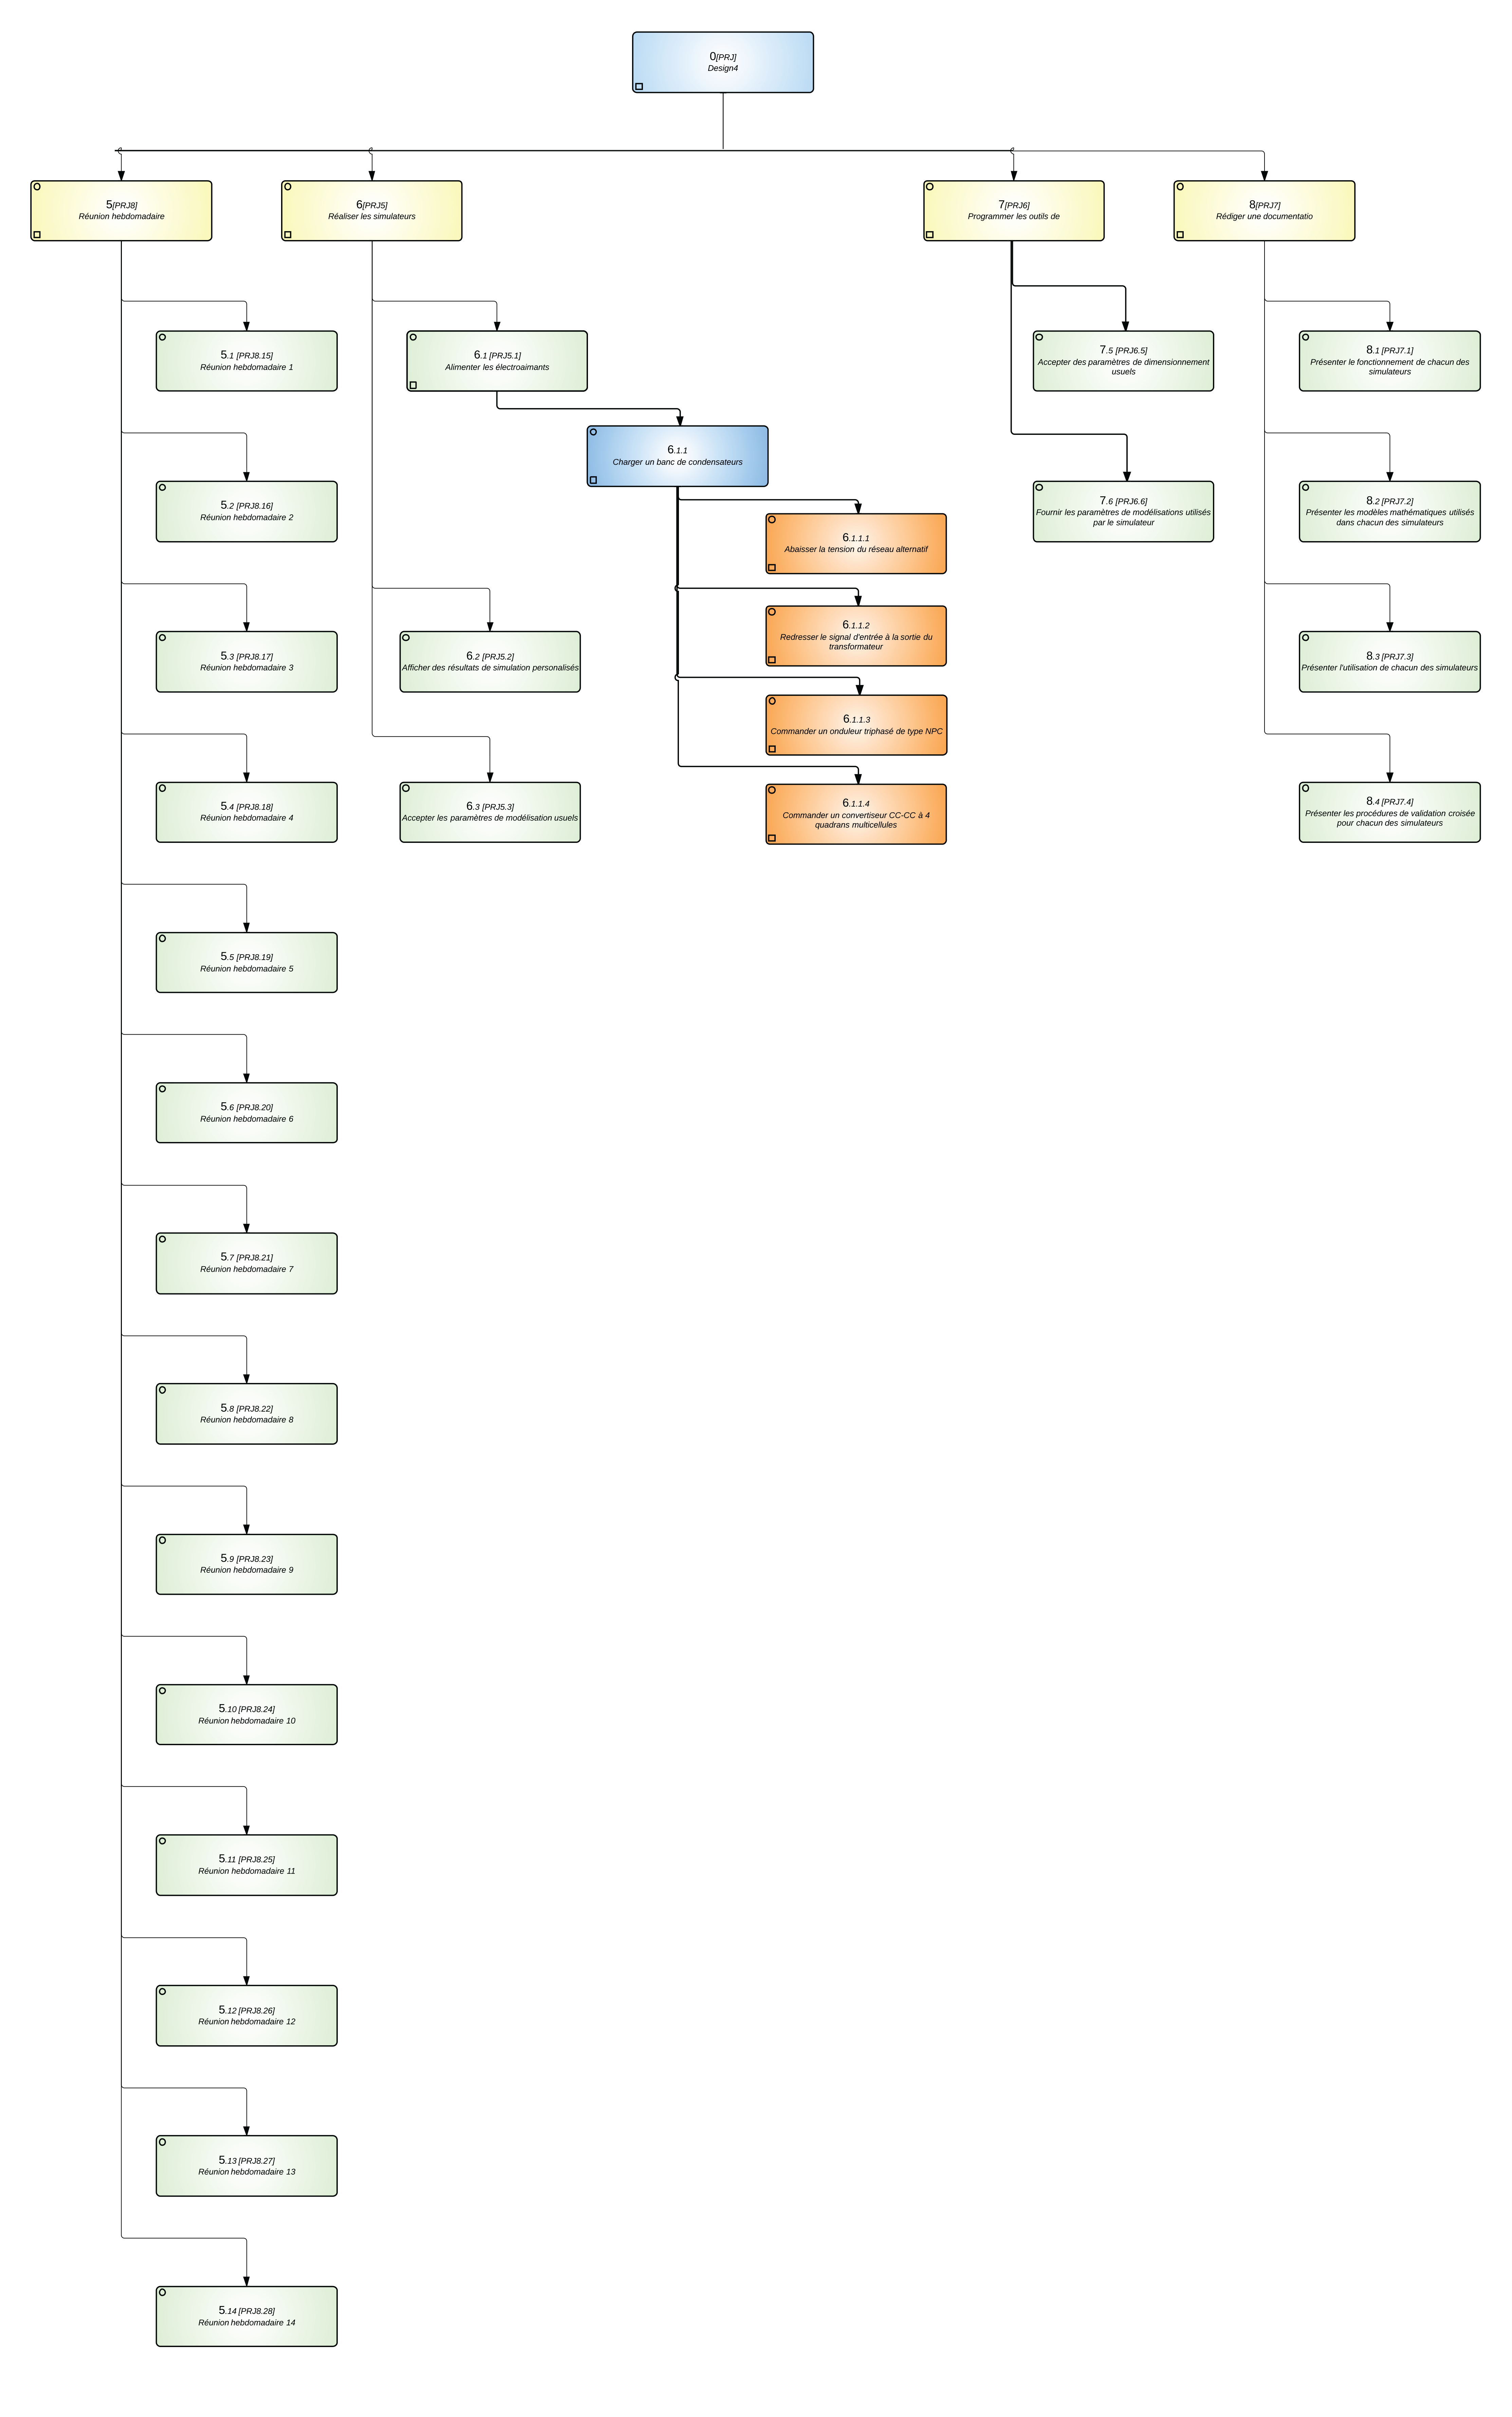 0[PRJ]
Design4
5[PRJ8]
Réunion hebdomadaire
6[PRJ5]
Réaliser les simulateurs
7[PRJ6]
Programmer les outils de
8[PRJ7]
Rédiger une documentatio
5.1 [PRJ8.15]
Réunion hebdomadaire 1
5.2 [PRJ8.16]
Réunion hebdomadaire 2
5.3 [PRJ8.17]
Réunion hebdomadaire 3
5.4 [PRJ8.18]
Réunion hebdomadaire 4
5.5 [PRJ8.19]
Réunion hebdomadaire 5
5.6 [PRJ8.20]
Réunion hebdomadaire 6
5.7 [PRJ8.21]
Réunion hebdomadaire 7
5.8 [PRJ8.22]
Réunion hebdomadaire 8
5.9 [PRJ8.23]
Réunion hebdomadaire 9
5.10 [PRJ8.24]
Réunion hebdomadaire 10
5.11 [PRJ8.25]
Réunion hebdomadaire 11
5.12 [PRJ8.26]
Réunion hebdomadaire 12
5.13 [PRJ8.27]
Réunion hebdomadaire 13
5.14 [PRJ8.28]
Réunion hebdomadaire 14
6.1 [PRJ5.1]
Alimenter les électroaimants
6.1.1
Charger un banc de condensateurs
6.1.1.1
Abaisser la tension du réseau alternatif
6.1.1.2
Redresser le signal d'entrée à la sortie du
transformateur
6.1.1.3
Commander un onduleur triphasé de type NPC
6.1.1.4
Commander un convertiseur CC-CC à 4
quadrans multicellules
6.2 [PRJ5.2]
Afficher des résultats de simulation personalisés
6.3 [PRJ5.3]
Accepter les paramètres de modélisation usuels
7.5 [PRJ6.5]
Accepter des paramètres de dimensionnement
usuels
7.6 [PRJ6.6]
Fournir les paramètres de modélisations utilisés
par le simulateur
8.1 [PRJ7.1]
Présenter le fonctionnement de chacun des
simulateurs
8.2 [PRJ7.2]
Présenter les modèles mathématiques utilisés
dans chacun des simulateurs
8.3 [PRJ7.3]
Présenter l'utilisation de chacun des simulateurs
8.4 [PRJ7.4]
Présenter les procédures de validation croisée
pour chacun des simulateurs